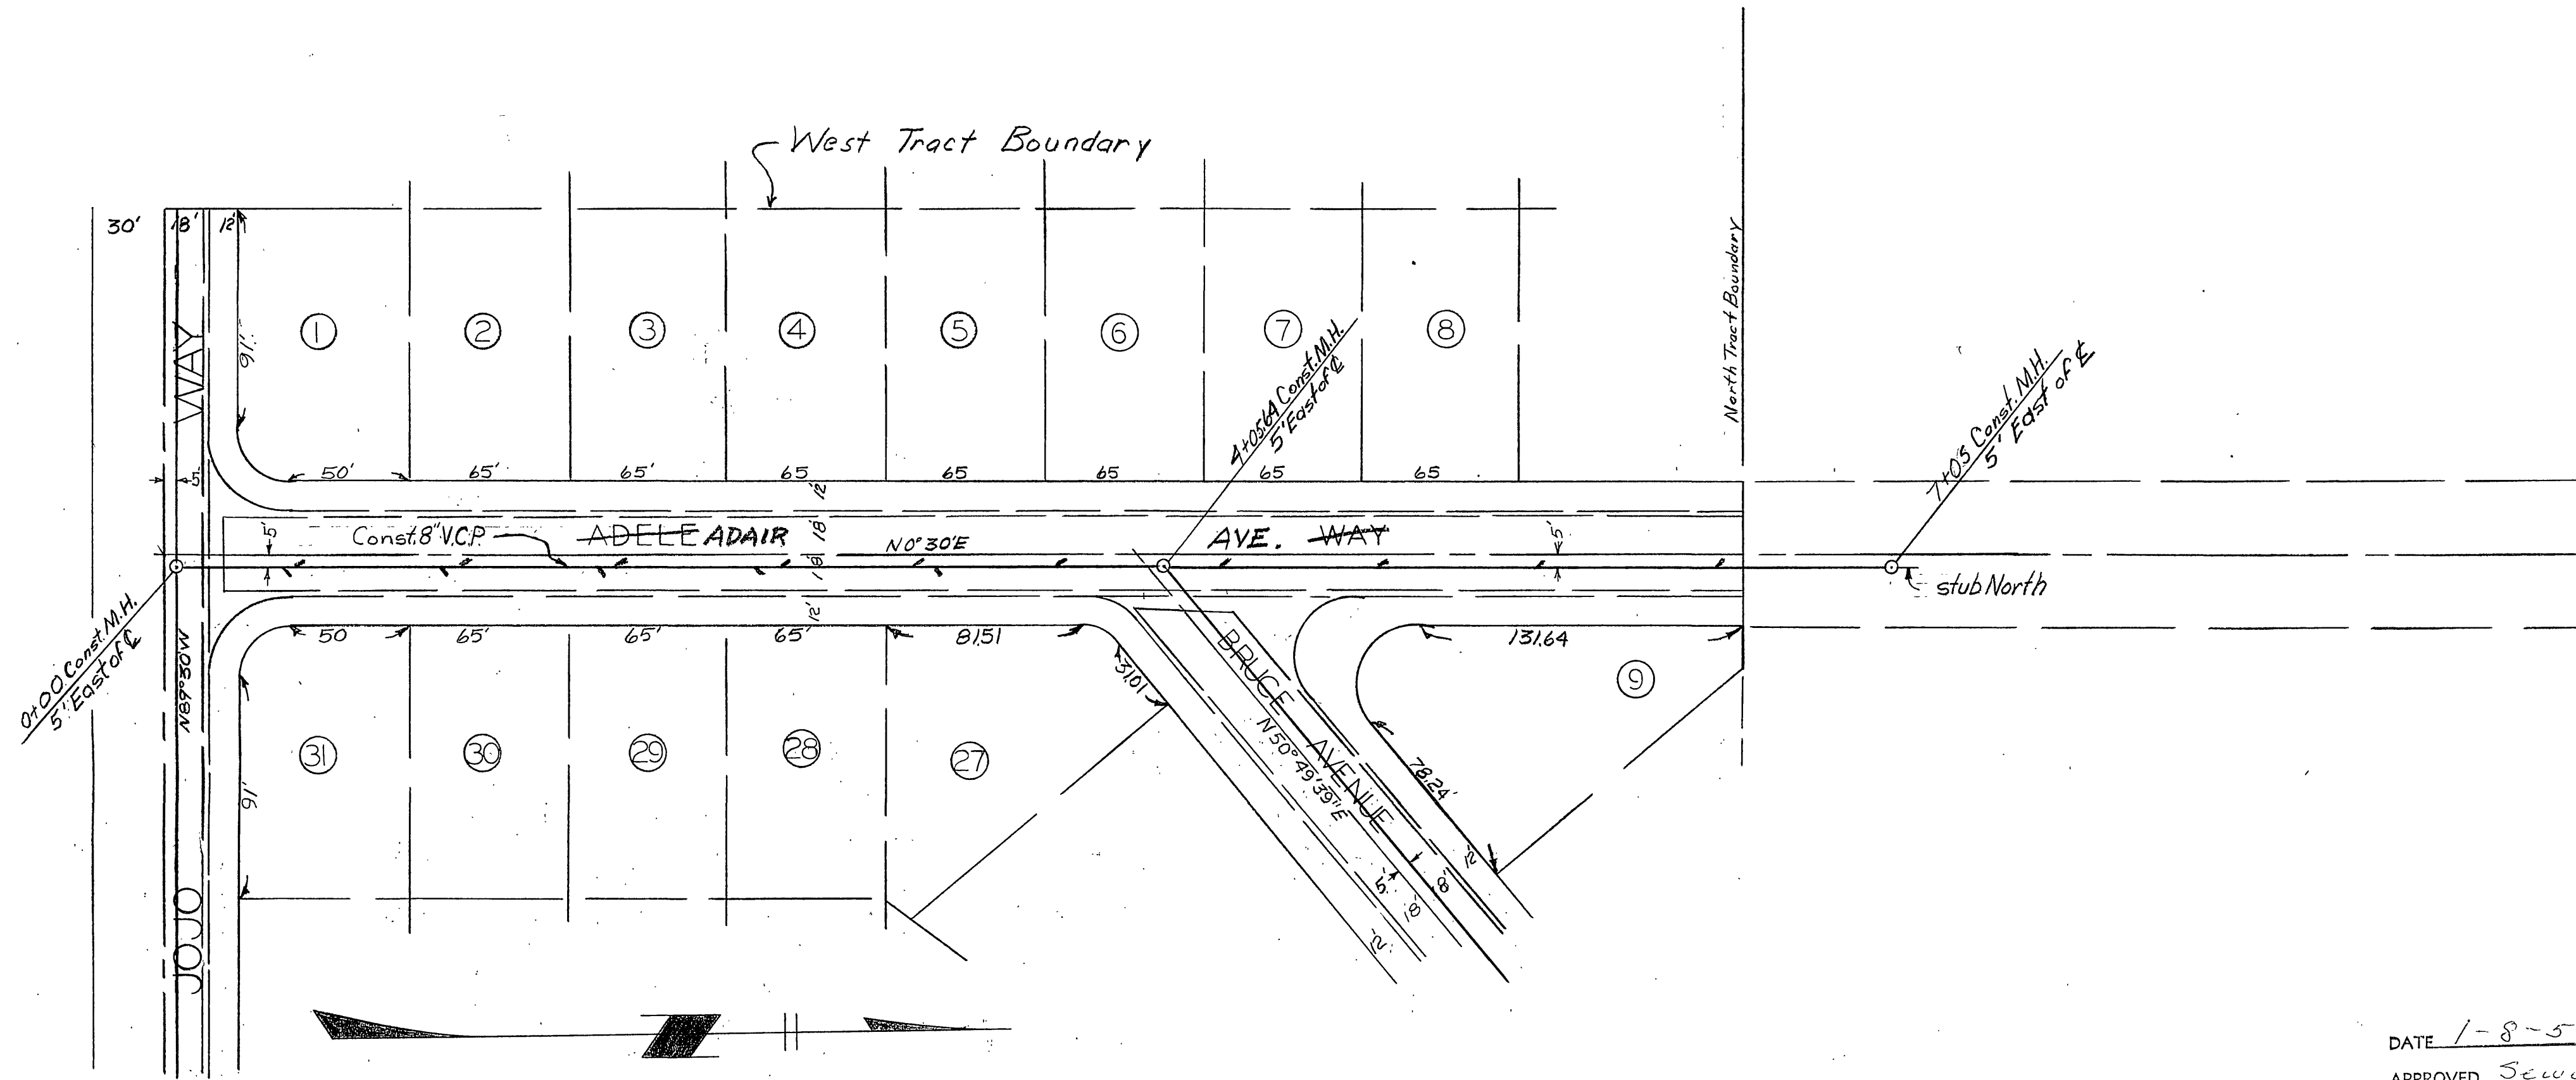 West Tract Boundary
30'
18'
12'
North Tract Boundary
WAY
91'
1
2
3
4
5
6
7
8
4+05.64 Const. M.H.
5' East of ℄
7+05 Const. M.H.
5' East of ℄
5'
50'
65'
65'
65
65
65
65
65
12'
Const. 8" V.C.P.
ADELE ADAIR
18'
AVE. WAY
N0°30'E
5'
5'
18'
stub North
12'
0+00 Const. M.H.
5' East of ℄
N89°30'W
50
65'
65'
65'
81.51
131.64
31.01
BRUCE AVENUE
N50°49'39"E
9
31
30
29
28
27
78.24'
91'
12'
5'
18'
18'
12'
JOJO
DATE 1-8-5
APPROVED